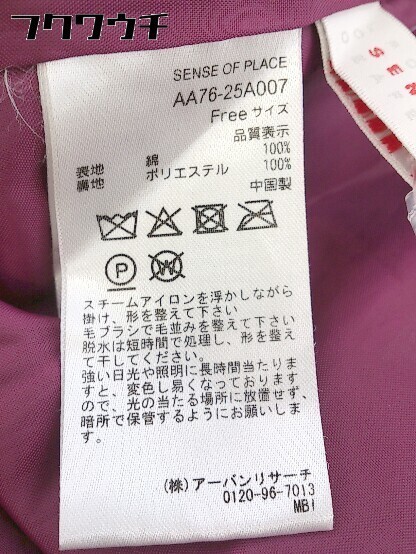 フクワウチ
SENSE OF PLACE
AA76-25A007
Free サイズ
品質表示
表地 綿 100%
裏地 ポリエステル 100%
中国製
P W
スチームアイロンを浮かしながら
掛け、形を整えて下さい
毛ブラシで毛並みを整えて下さい
脱水は短時間で処理し、形を整え
て干してください。
強い日光や照明に長時間当たりま
すと、変色し易くなっております
ので、光の当たる場所に放置せず、
暗所で保管するようにお願いしま
す。
(株) アーバンリサーチ
0120-96-7013
MBI